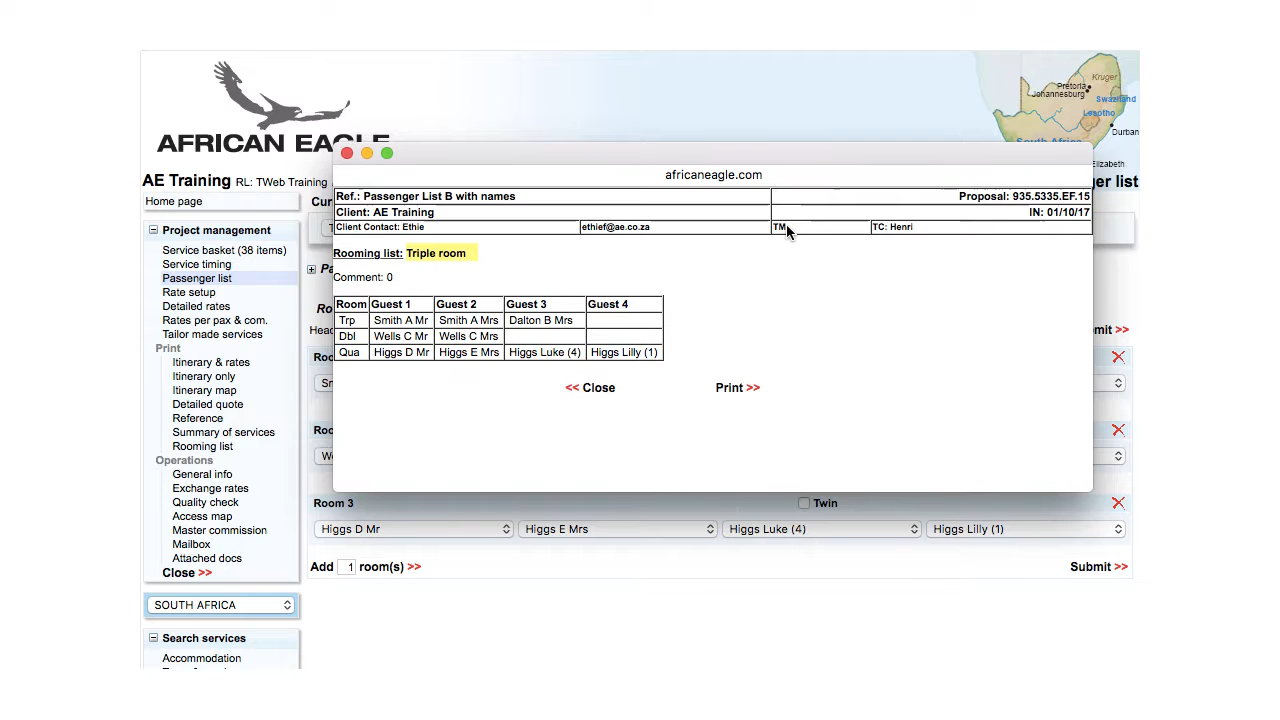 Pretoria
Kruger
Johannesburg
Swaziland
Lesotho
Durban
South Africa
Elizabeth
AFRICAN EAGLE
AE Training RL: TWeb Training
er list
Home page
Project management
Service basket (38 items)
Service timing
Passenger list
Rate setup
Detailed rates
Rates per pax & com.
Tailor made services
Print
Itinerary & rates
Itinerary only
Itinerary map
Detailed quote
Reference
Summary of services
Rooming list
Operations
General info
Exchange rates
Quality check
Access map
Master commission
Mailbox
Attached docs
Close >>
SOUTH AFRICA
Search services
Accommodation
africaneagle.com
Ref.: Passenger List B with names Proposal: 935.5335.EF.15
Client: AE Training IN: 01/10/17
Client Contact: Ethie ethief@ae.co.za TM TC: Henri
Rooming list: Triple room
Comment: 0
Room Guest 1 Guest 2 Guest 3 Guest 4
Trp Smith A Mr Smith A Mrs Dalton B Mrs
Dbl Wells C Mr Wells C Mrs
Qua Higgs D Mr Higgs E Mrs Higgs Luke (4) Higgs Lilly (1)
<< Close Print >>
Room 3 Twin
Higgs D Mr Higgs E Mrs Higgs Luke (4) Higgs Lilly (1)
Add 1 room(s) >> Submit >>